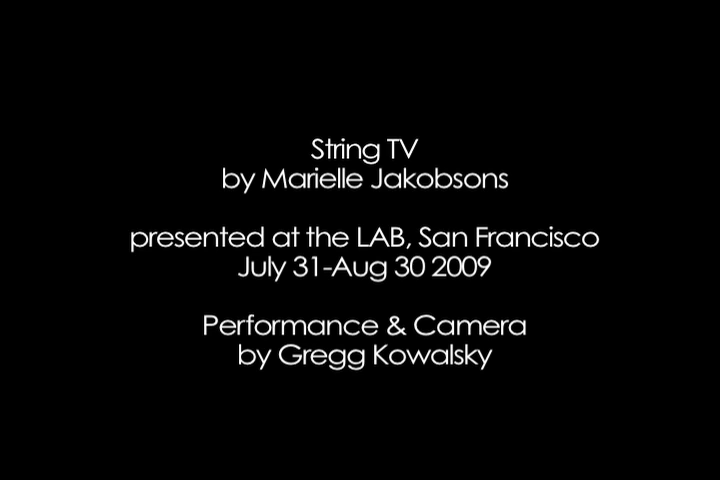 String TV
by Marielle Jakobsons
presented at the LAB, San Francisco
July 31-Aug 30 2009
Performance & Camera
by Gregg Kowalsky